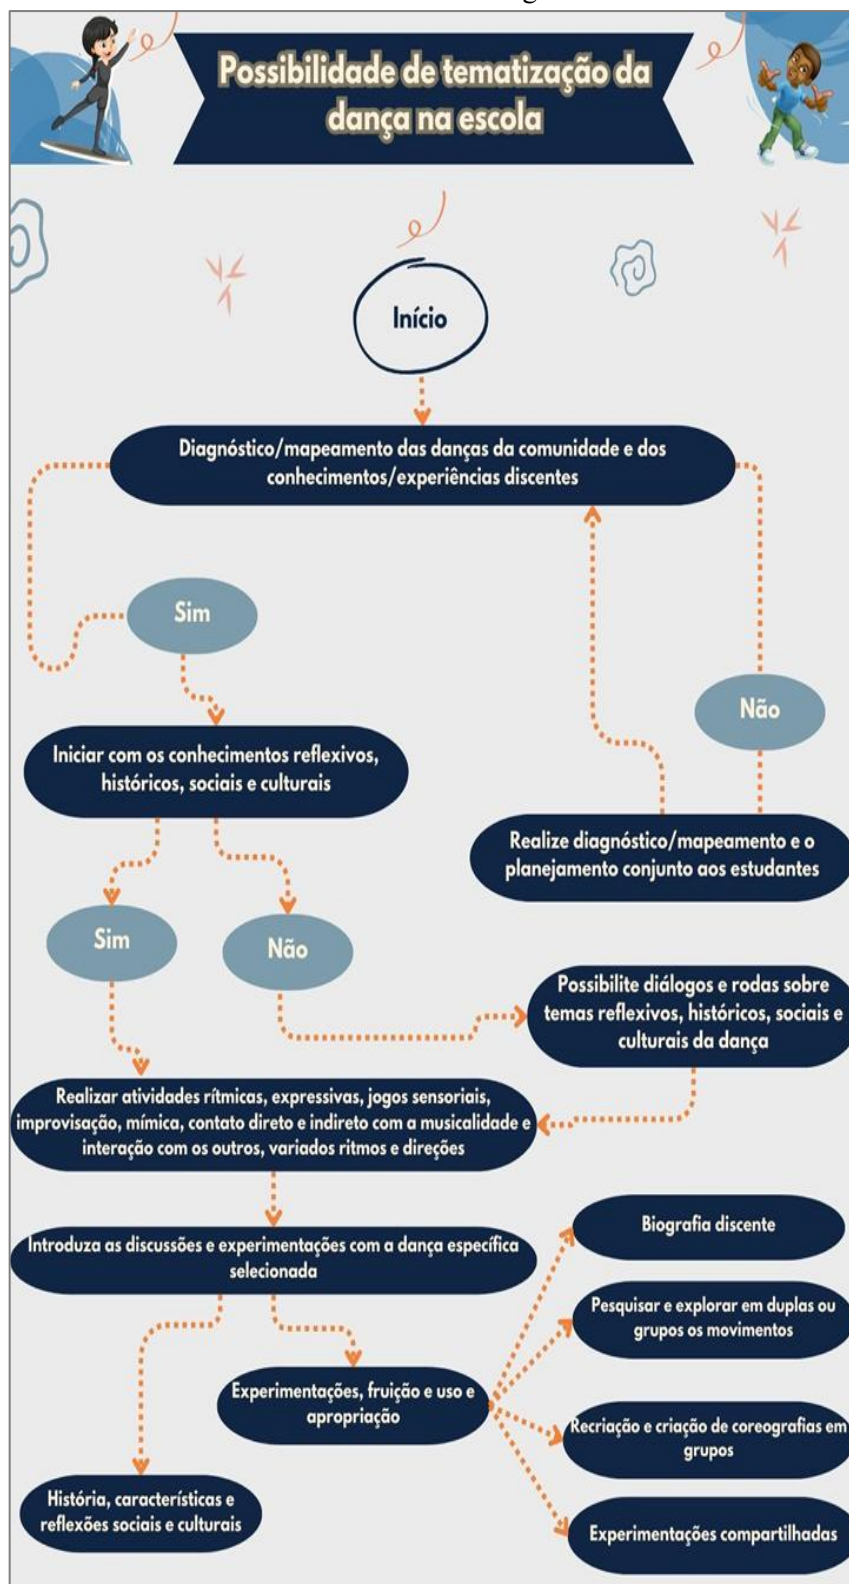 Possibilidade de tematização da
dança na escola
Início
Diagnóstico/mapeamento das danças da comunidade e dos
conhecimentos/experiências discentes
Sim
Não
Iniciar com os conhecimentos reflexivos,
históricos, sociais e culturais
Realize diagnóstico/mapeamento e o
planejamento conjunto aos estudantes
Sim
Não
Possibilite diálogos e rodas sobre
temas reflexivos, históricos, sociais e
culturais da dança
Realizar atividades rítmicas, expressivas, jogos sensoriais,
improvisação, mímica, contato direto e indireto com a musicalidade e
interação com os outros, variados ritmos e direções
Introduza as discussões e experimentações com a dança específica
selecionada
Biografia discente
Pesquisar e explorar em duplas ou
grupos os movimentos
Experimentações, fruição e uso e
apropriação
Recriação e criação de coreografias em
grupos
História, características e
reflexões sociais e culturais
Experimentações compartilhadas